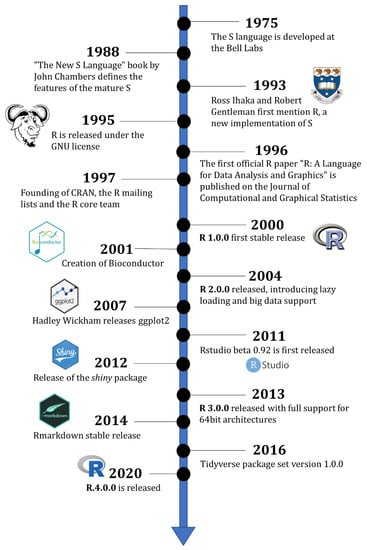 1975
The S language is developed at
the Bell Labs
1988
"The New S Language" book by
John Chambers defines the
features of the mature S
1993
Ross Ihaka and Robert
Gentleman first mention R, a
new implementation of S
1995
R is released under the
GNU license
1996
The first official R paper "R: A Language
for Data Analysis and Graphics" is
published on the Journal of
Computational and Graphical Statistics
1997
Founding of CRAN, the R mailing
lists and the R core team
2000
R 1.0.0 first stable release
R
2001
Bioconductor
Creation of Bioconductor
2004
R 2.0.0 released, introducing lazy
loading and big data support
ggplot2
2007
Hadley Wickham releases ggplot2
2011
Rstudio beta 0.92 is first released
R Studio
Shiny
2012
Release of the shiny package
2013
R 3.0.0 released with full support for
64bit architectures
rmarkdown
2014
Rmarkdown stable release
2016
Tidyverse package set version 1.0.0
R
2020
R.4.0.0 is released